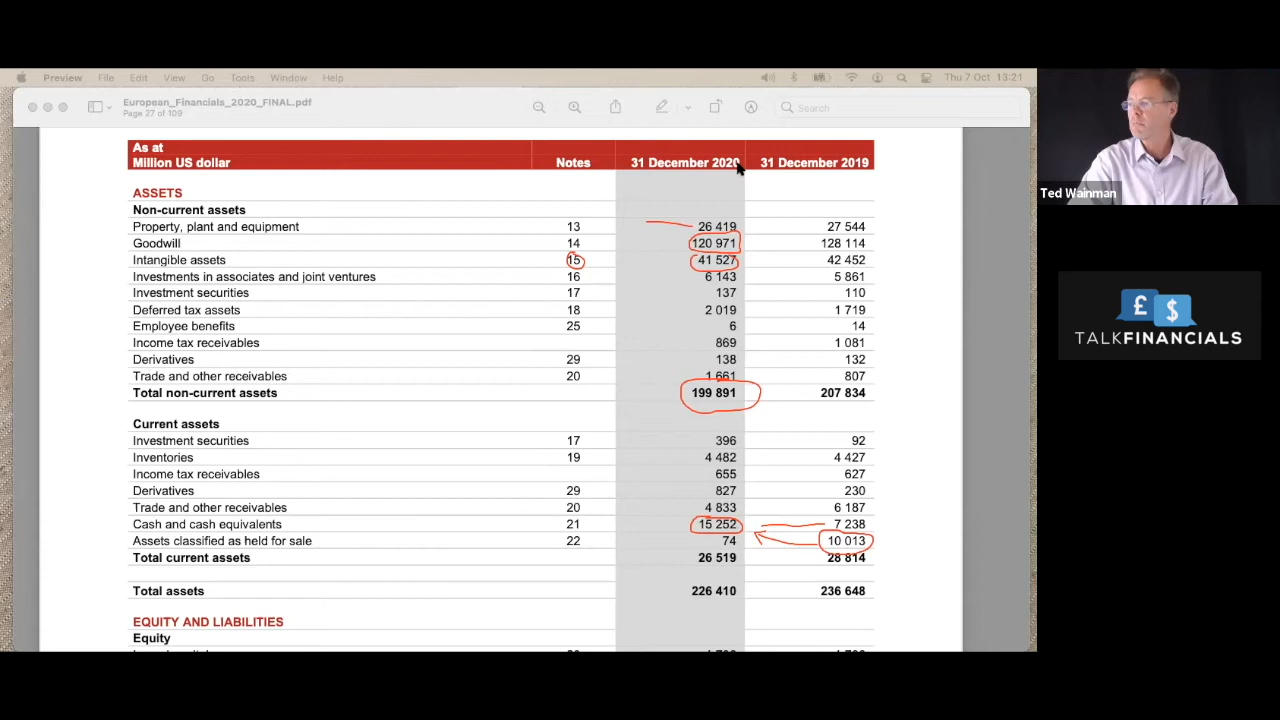 Preview File Edit View Go Tools Window Help Thu 7 Oct 13:21
European_Financials_2020_FINAL.pdf
Page 27 of 109
Search
As at
Million US dollar Notes 31 December 2020 31 December 2019
ASSETS
Non-current assets
Property, plant and equipment 13 26 419 27 544
Goodwill 14 120 971 128 114
Intangible assets 15 41 527 42 452
Investments in associates and joint ventures 16 6 143 5 861
Investment securities 17 137 110
Deferred tax assets 18 2 019 1 719
Employee benefits 25 6 14
Income tax receivables 869 1 081
Derivatives 29 138 132
Trade and other receivables 20 1 661 807
Total non-current assets 199 891 207 834
Current assets
Investment securities 17 396 92
Inventories 19 4 482 4 427
Income tax receivables 655 627
Derivatives 29 827 230
Trade and other receivables 20 4 833 6 187
Cash and cash equivalents 21 15 252 7 238
Assets classified as held for sale 22 74 10 013
Total current assets 26 519 28 814
Total assets 226 410 236 648
EQUITY AND LIABILITIES
Equity
Ted Wainman
£ $
TALKFINANCIALS